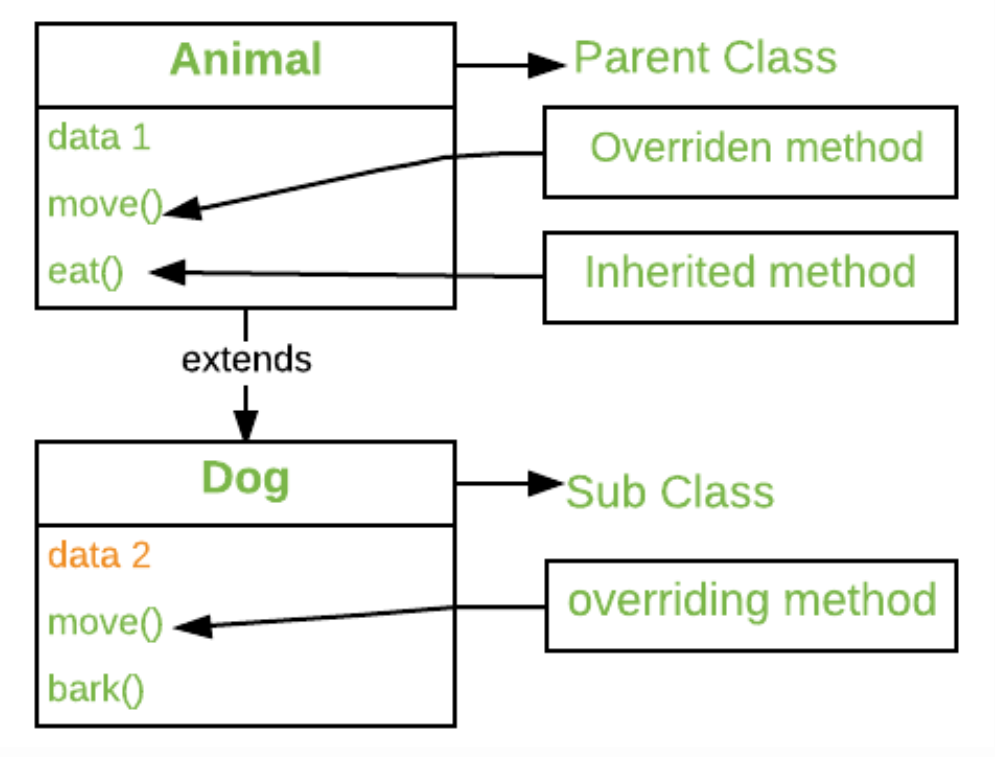 Animal
Parent Class
data 1
Overriden method
move()
eat()
Inherited method
extends
Dog
Sub Class
data 2
move()
overriding method
bark()